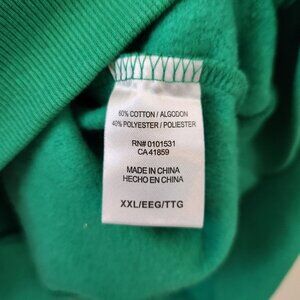 60% COTTON / ALGODON
40% POLYESTER / POLIESTER
RN# 0101531
CA 41859
MADE IN CHINA
HECHO EN CHINA
XXL/EEG/TTG